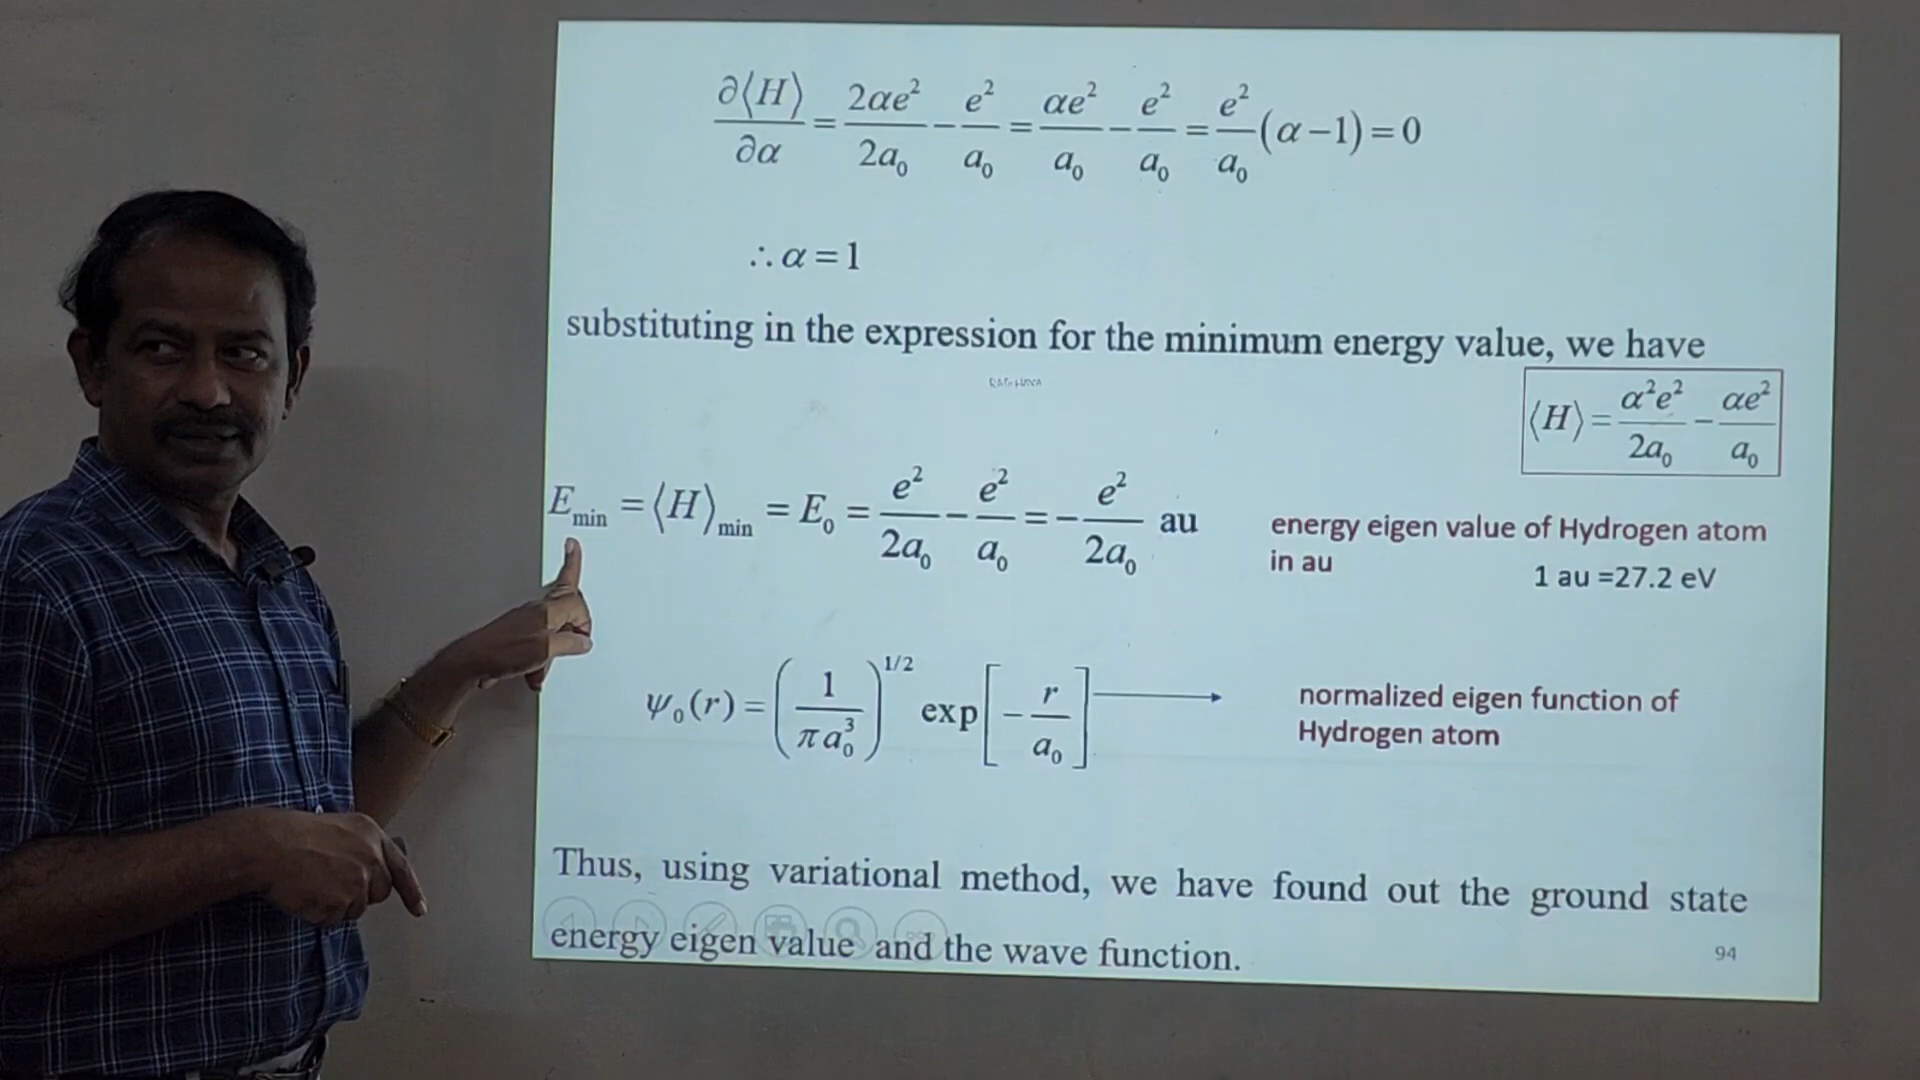 ∂⟨H⟩/∂α = 2αe²/2a₀ − e²/a₀ = αe²/a₀ − e²/a₀ = e²/a₀ (α−1) = 0
∴ α = 1
substituting in the expression for the minimum energy value, we have
⟨H⟩ = α²e²/2a₀ − αe²/a₀
E_min = ⟨H⟩_min = E₀ = e²/2a₀ − e²/a₀ = − e²/2a₀ au
energy eigen value of Hydrogen atom
in au
1 au =27.2 eV
ψ₀(r) = (1/πa₀³)^1/2 exp[− r/a₀]
normalized eigen function of
Hydrogen atom
Thus, using variational method, we have found out the ground state
energy eigen value and the wave function.
94